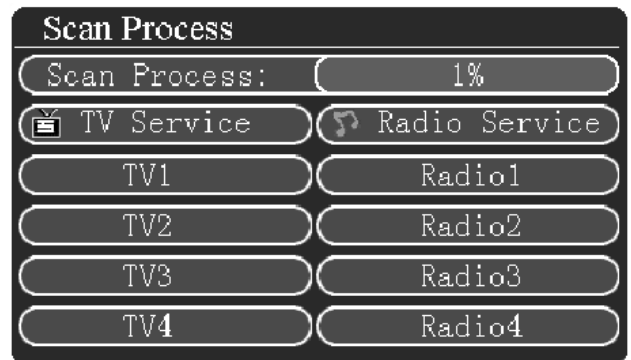 Scan Process
Scan Process: 1%
TV Service Radio Service
TV1 Radio1
TV2 Radio2
TV3 Radio3
TV4 Radio4